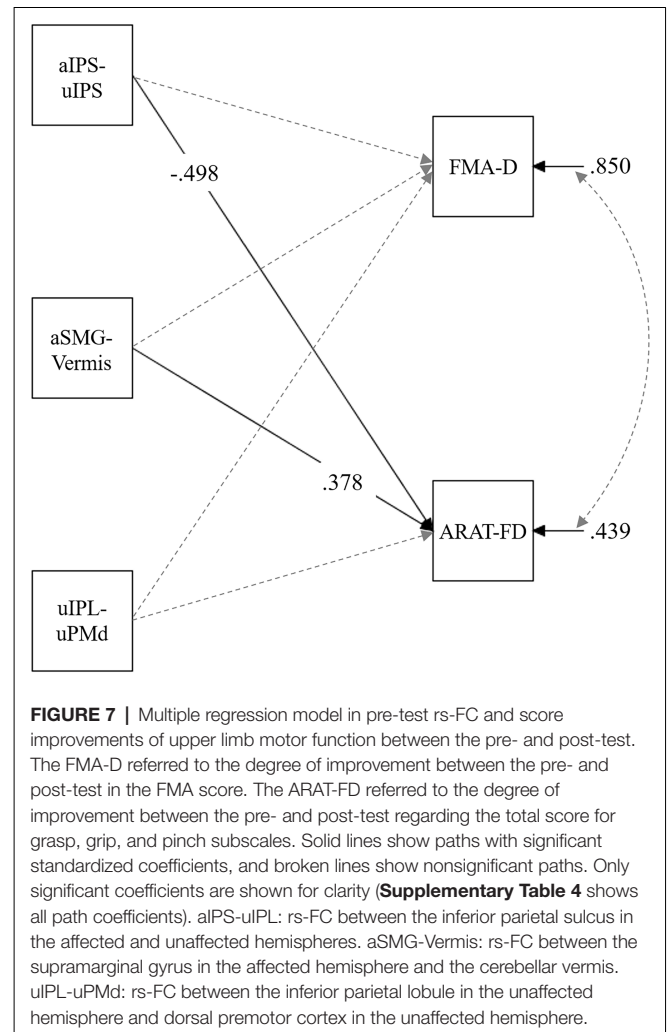 aIPS-
uIPS
FMA-D
.850
-.498
aSMG-
Vermis
.378
ARAT-FD
.439
uIPL-
uPMd
FIGURE 7 | Multiple regression model in pre-test rs-FC and score
improvements of upper limb motor function between the pre- and post-test.
The FMA-D referred to the degree of improvement between the pre- and
post-test in the FMA score. The ARAT-FD referred to the degree of
improvement between the pre- and post-test regarding the total score for
grasp, grip, and pinch subscales. Solid lines show paths with significant
standardized coefficients, and broken lines show nonsignificant paths. Only
significant coefficients are shown for clarity (Supplementary Table 4 shows
all path coefficients). aIPS-uIPL: rs-FC between the inferior parietal sulcus in
the affected and unaffected hemispheres. aSMG-Vermis: rs-FC between the
supramarginal gyrus in the affected hemisphere and the cerebellar vermis.
uIPL-uPMd: rs-FC between the inferior parietal lobule in the unaffected
hemisphere and dorsal premotor cortex in the unaffected hemisphere.